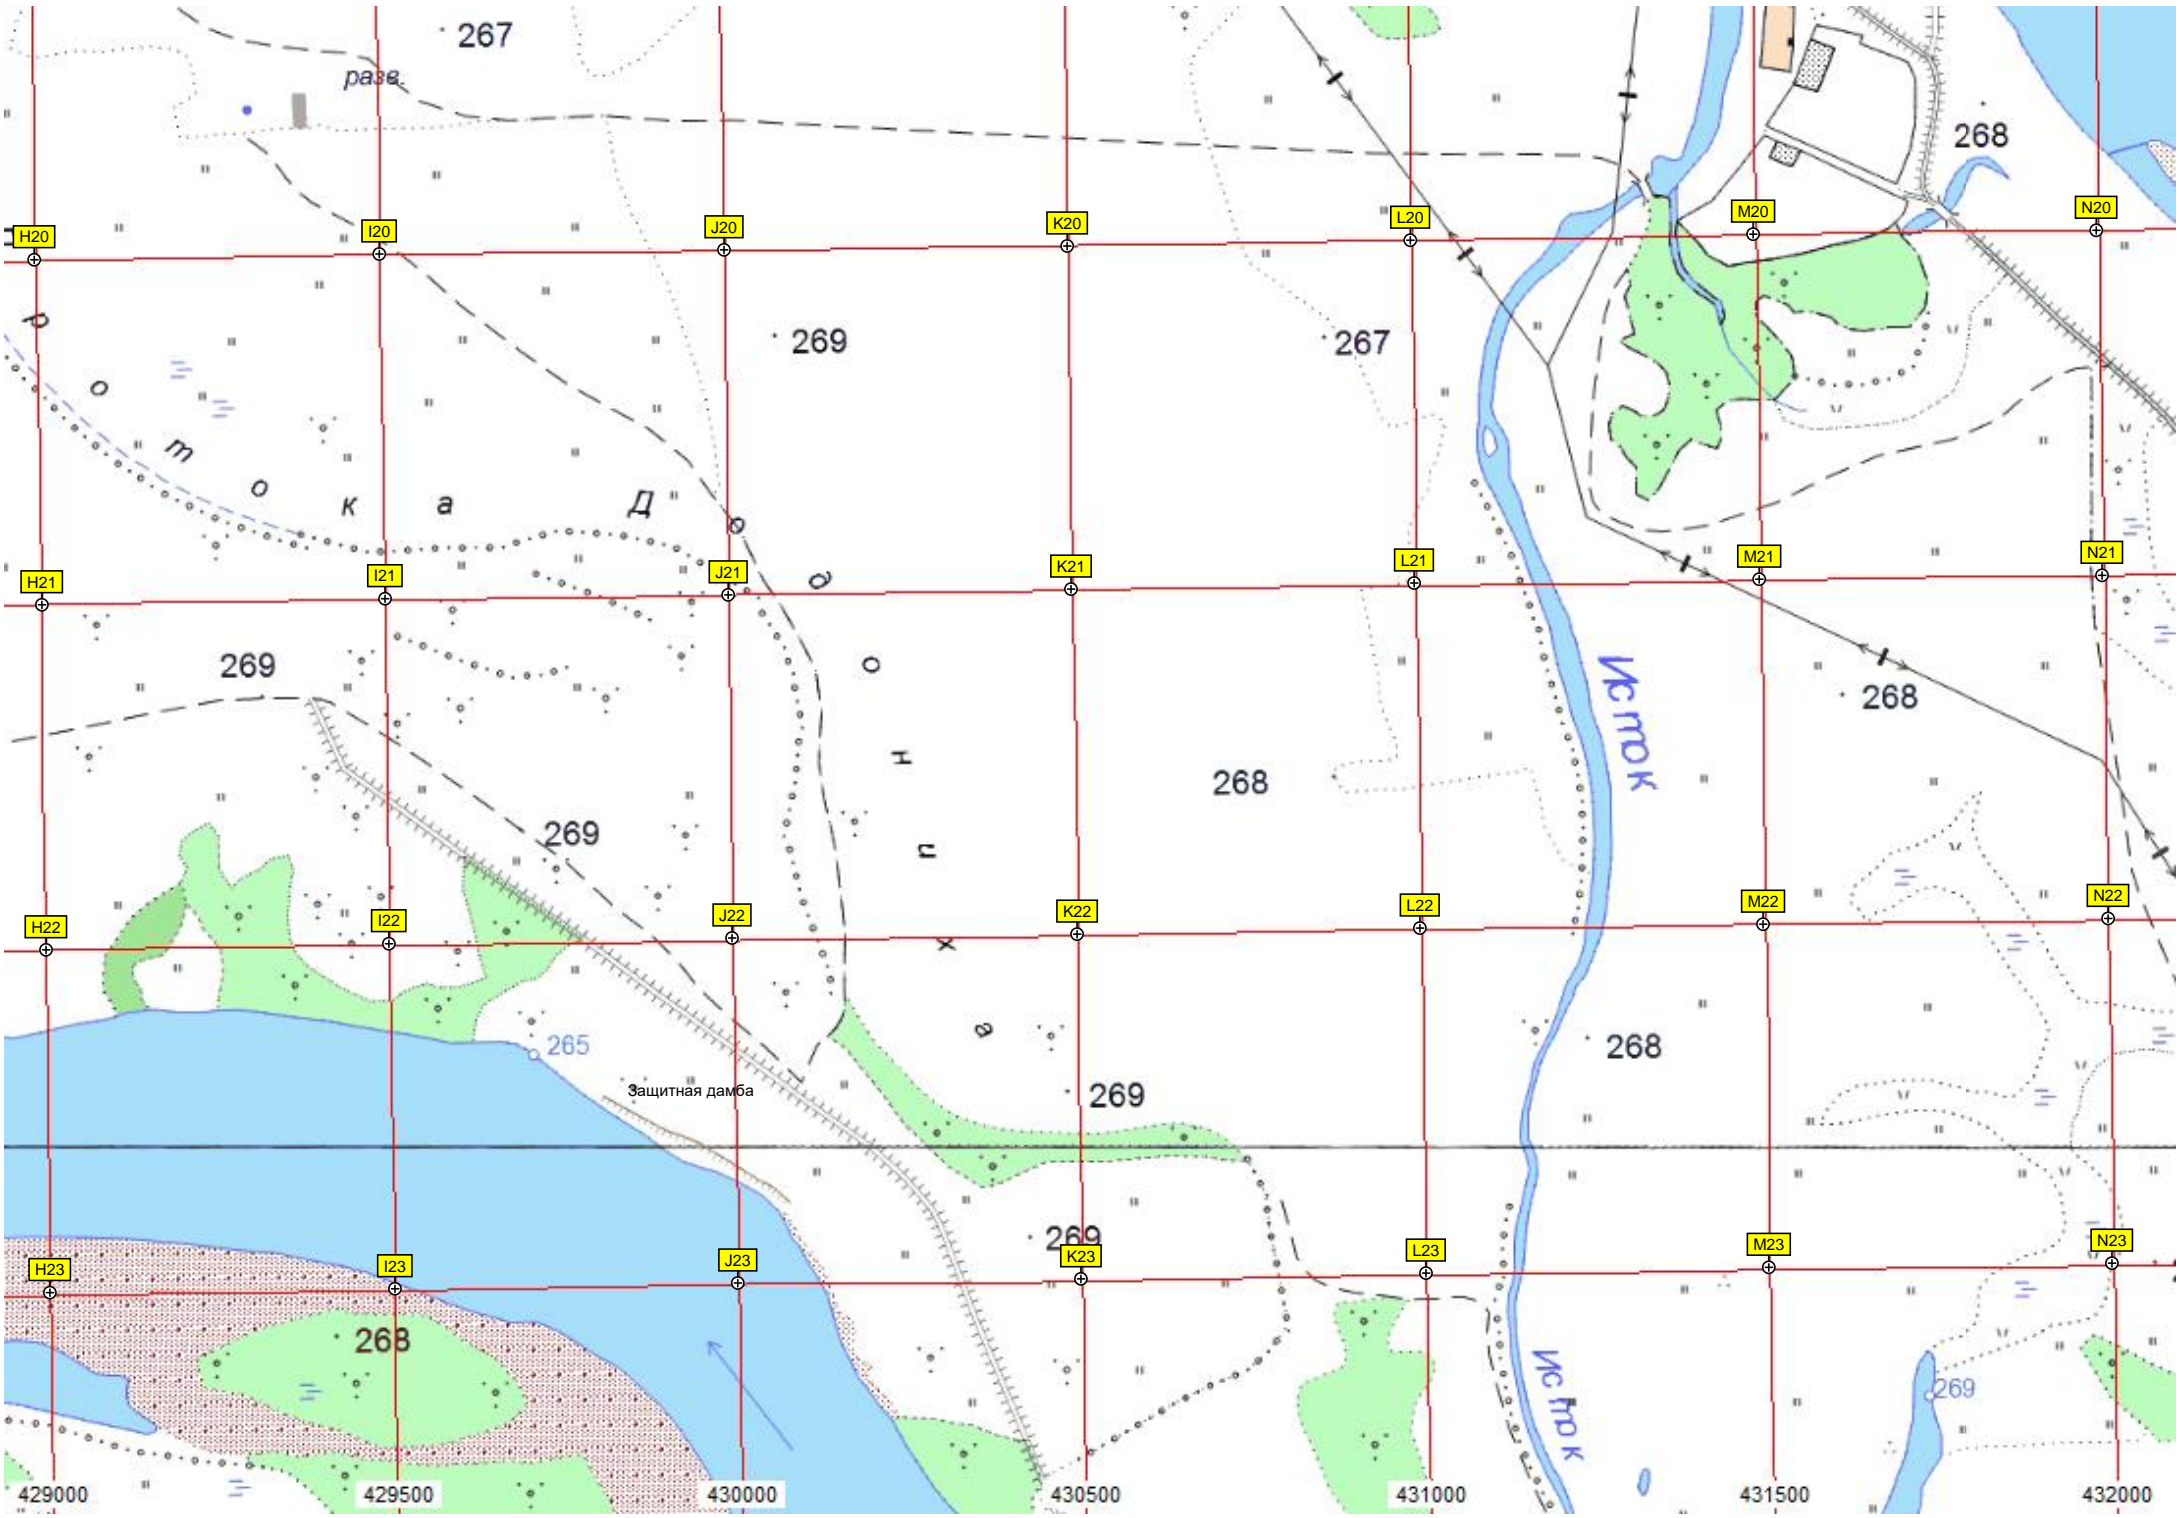 267
разв.
268
H20
I20
J20
K20
L20
M20
N20
269
267
протока Додониха
H21
I21
J21
K21
L21
M21
N21
269
Исток
268
268
269
H22
I22
J22
K22
L22
M22
N22
265
268
Защитная дамба
269
269
H23
I23
J23
K23
L23
M23
N23
268
Исток
269
429000 429500 430000 430500 431000 431500 432000